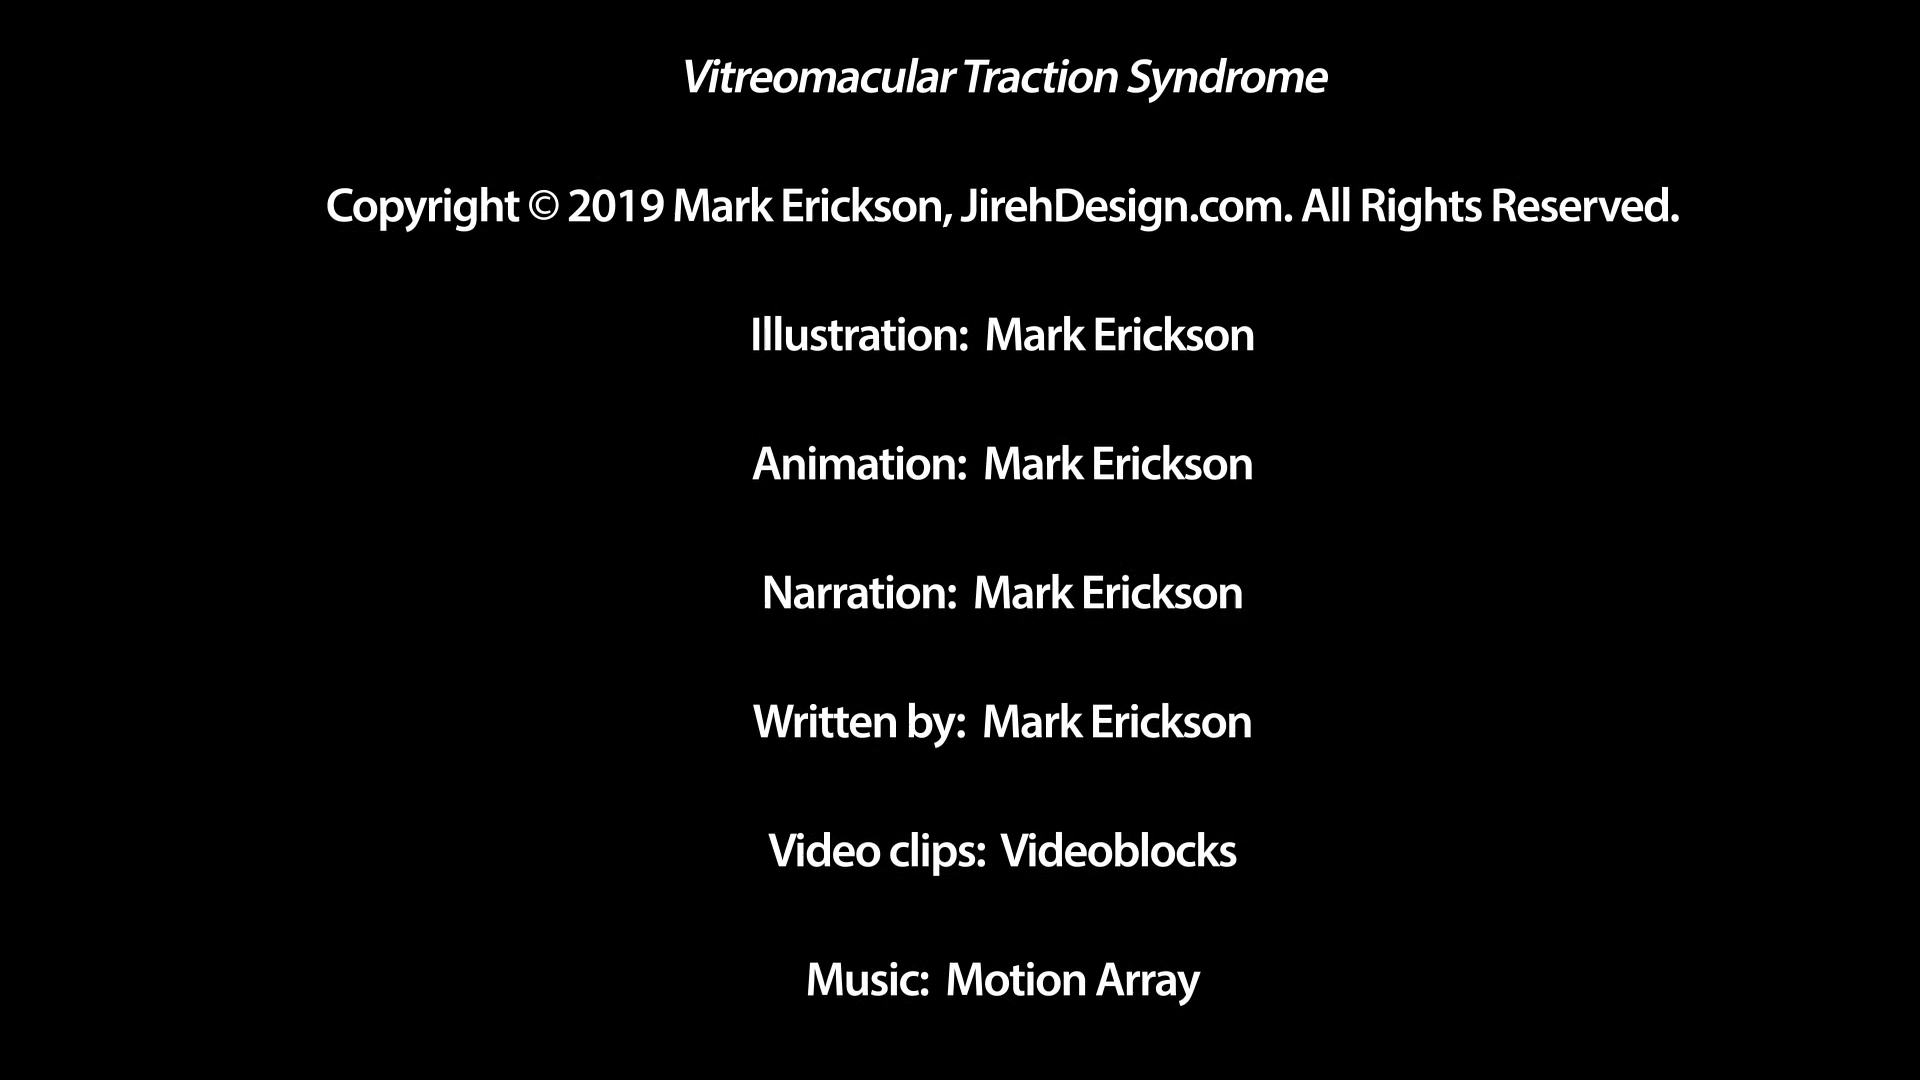 Vitreomacular Traction Syndrome
Copyright © 2019 Mark Erickson, JirehDesign.com. All Rights Reserved.
Illustration: Mark Erickson
Animation: Mark Erickson
Narration: Mark Erickson
Written by: Mark Erickson
Video clips: Videoblocks
Music: Motion Array